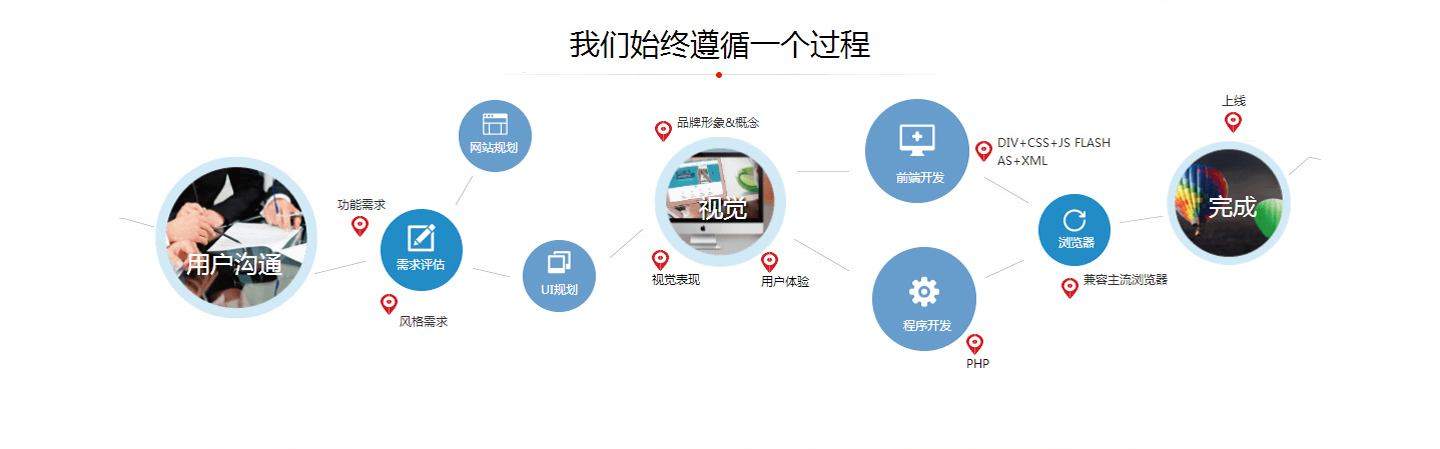 我们始终遵循一个过程
用户沟通
功能需求
需求评估
风格需求
网站规划
UI规划
品牌形象&概念
视觉
视觉表现
用户体验
前端开发
DIV+CSS+JS FLASH
AS+XML
程序开发
PHP
浏览器
兼容主流浏览器
上线
完成